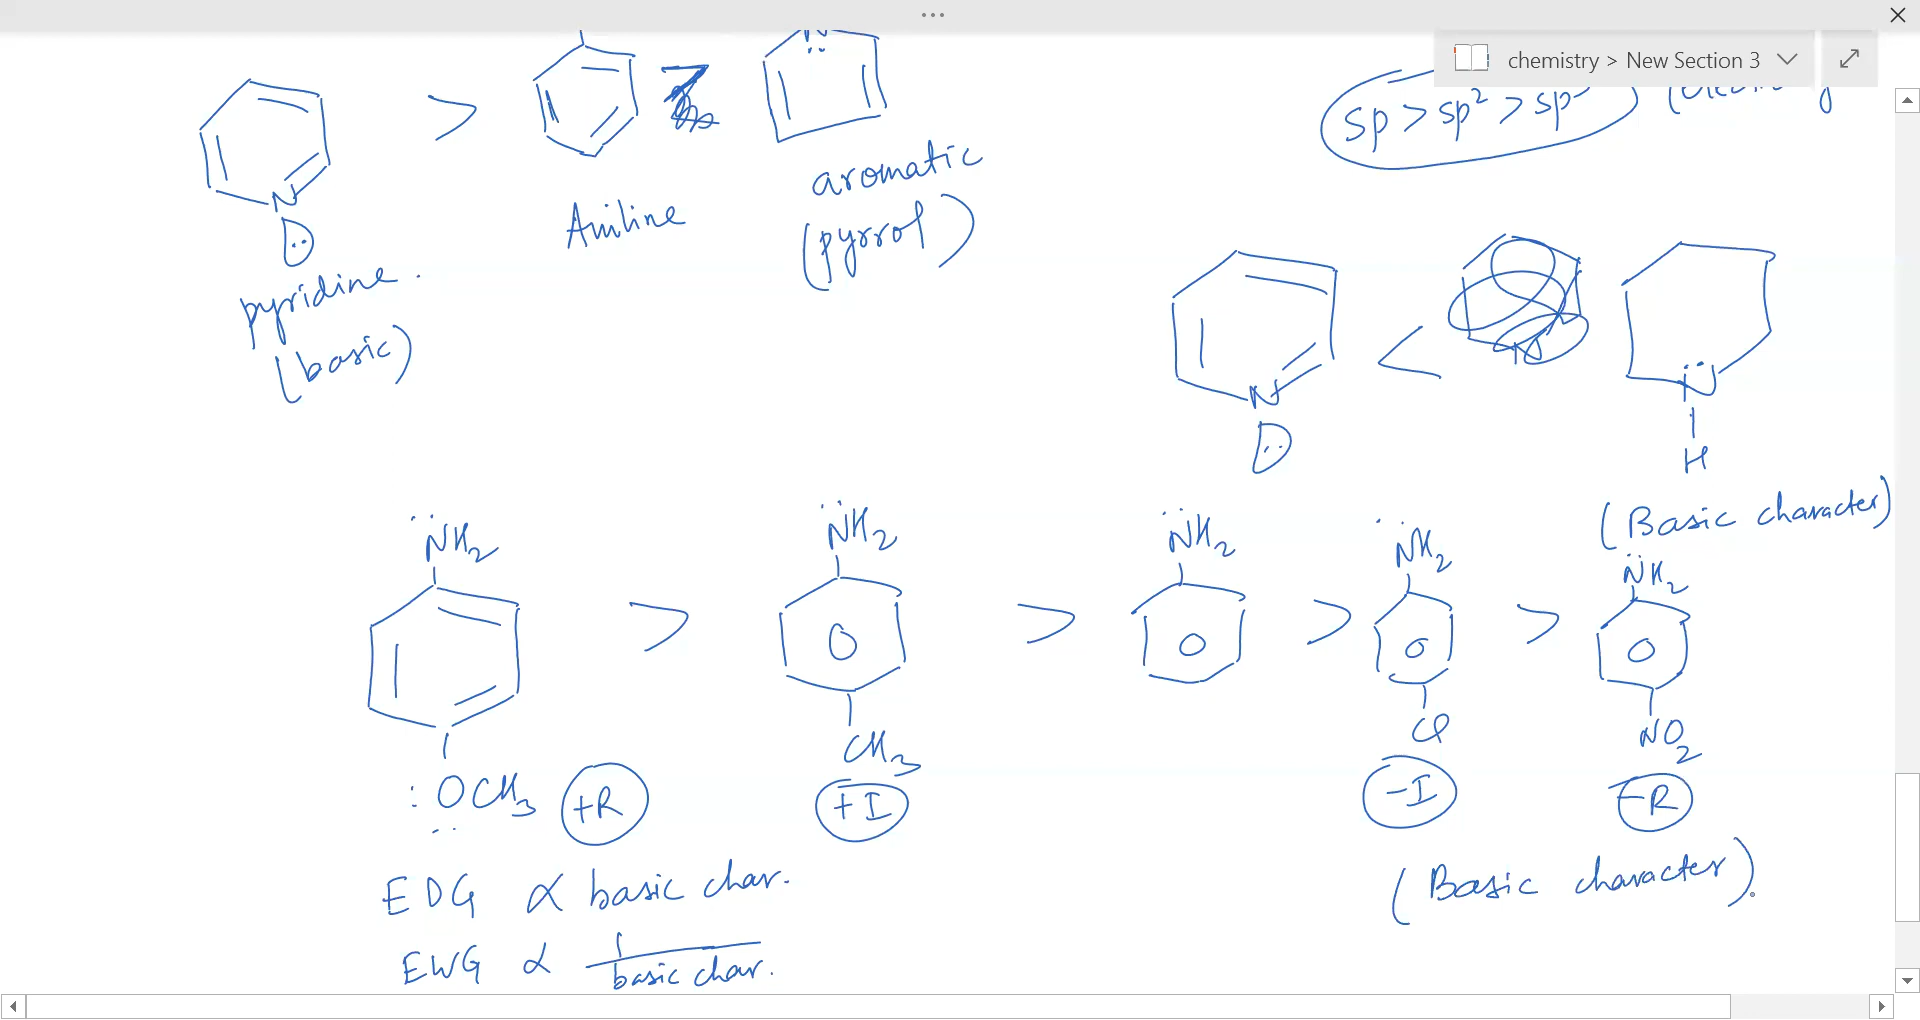 chemistry > New Section 3
N
>
sp > sp² > sp
N
pyridine.
(basic)
Aniline
aromatic
(pyrrol)
N
<
N
H
(Basic character)
NH₂ > NH₂ > NH₂ > NH₂ > NH₂
OCH₃ +R CH₃ Cl NO₂
+I -I -R
EDG ∝ basic char.
(Basic character).
EWG ∝ 1/basic char.